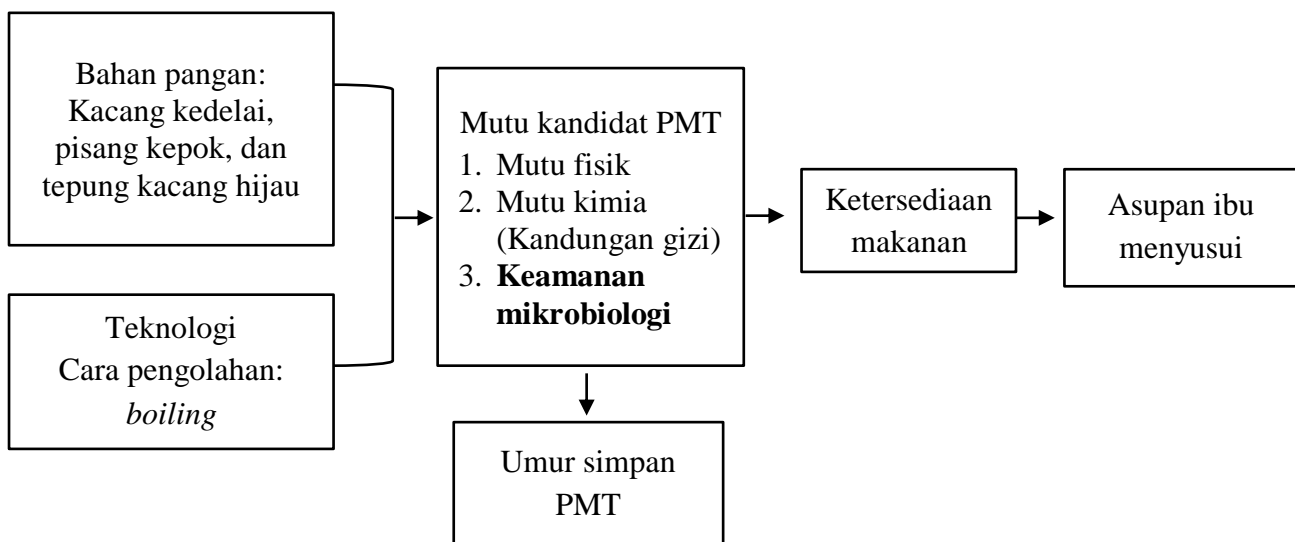 Bahan pangan:
Kacang kedelai,
pisang kepok, dan
tepung kacang hijau
Teknologi
Cara pengolahan:
boiling
Mutu kandidat PMT
1. Mutu fisik
2. Mutu kimia
(Kandungan gizi)
3. Keamanan
mikrobiologi
Umur simpan
PMT
Ketersediaan
makanan
Asupan ibu
menyusui